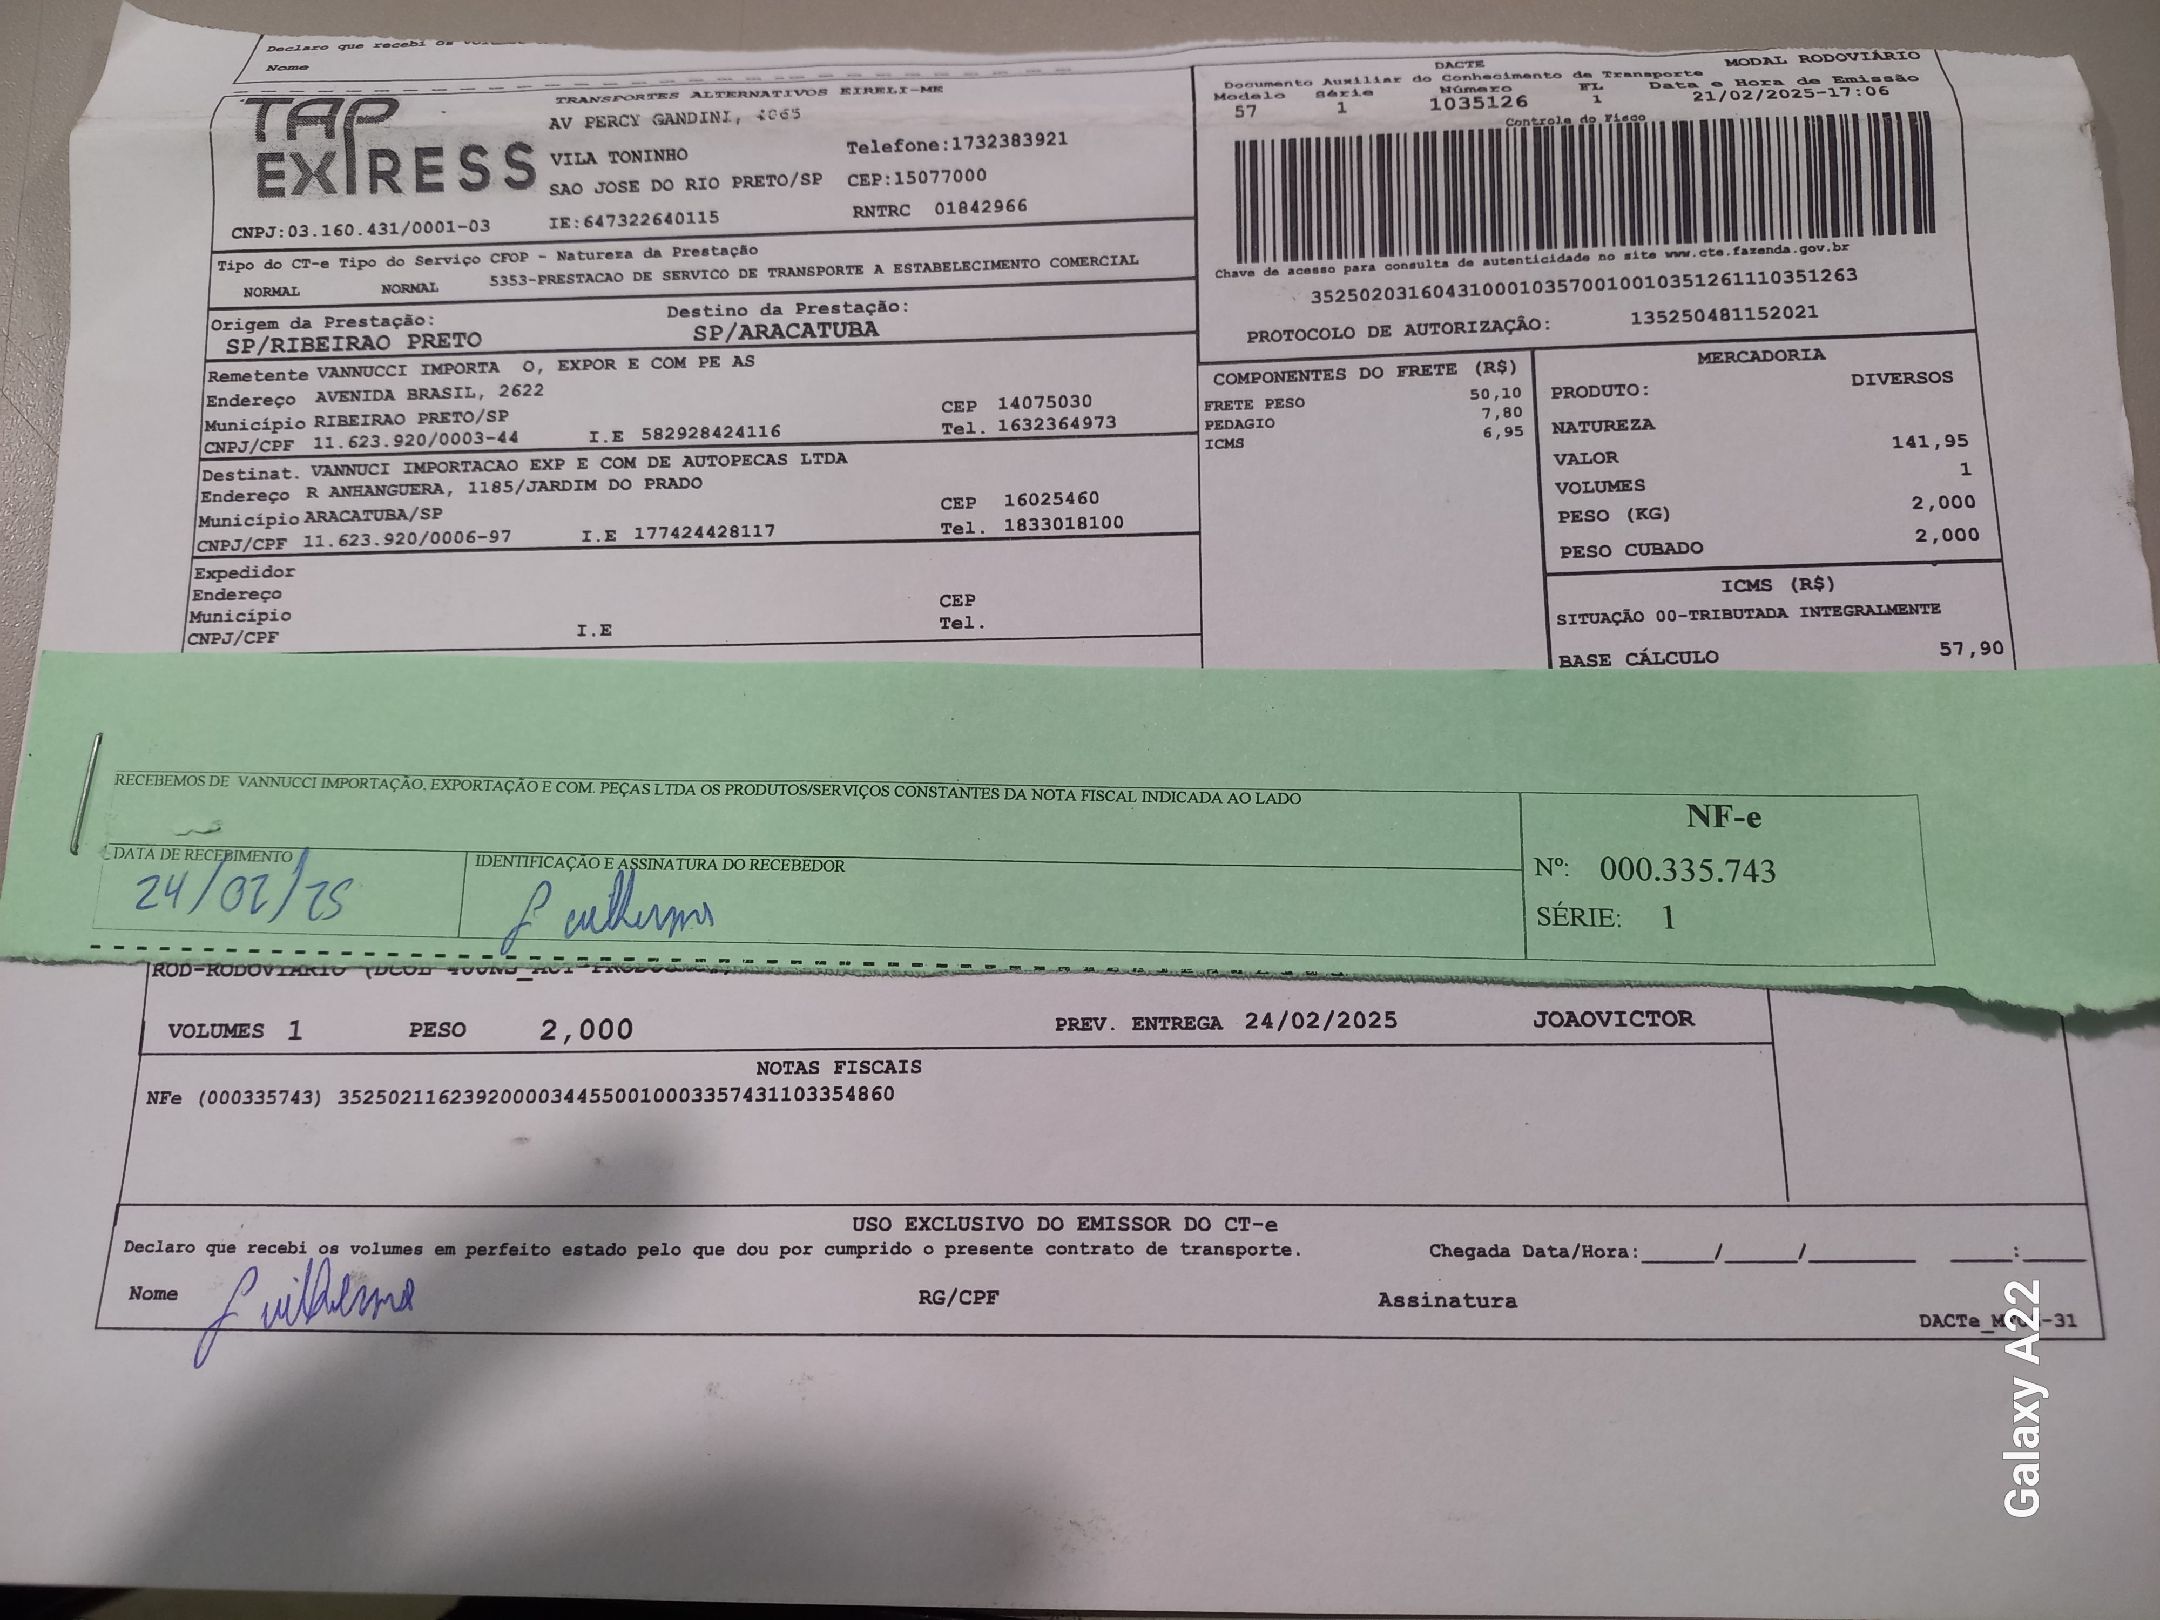 Declaro que recebi os
Nome
TAP EXPRESS
TRANSPORTES ALTERNATIVOS EIRELI-ME
AV PERCY GANDINI,
VILA TONINHO Telefone:1732383921
SAO JOSE DO RIO PRETO/SP CEP:15077000
CNPJ:03.160.431/0001-03 IE:647322640115 RNTRC 01842966
DACTE MODAL RODOVIÁRIO
Documento Auxiliar do Conhecimento de Transporte Data e Hora de Emissão
Modelo Série Número FL
57 1 1035126 1 21/02/2025-17:06
Controle do Fisco
Chave de acesso para consulta de autenticidade no site www.cte.fazenda.gov.br
35250203160431000103570010010351261110351263
PROTOCOLO DE AUTORIZAÇÃO: 135250481152021
Tipo do CT-e Tipo do Serviço CFOP - Natureza da Prestação
NORMAL NORMAL 5353-PRESTACAO DE SERVICO DE TRANSPORTE A ESTABELECIMENTO COMERCIAL
Origem da Prestação: Destino da Prestação:
SP/RIBEIRAO PRETO SP/ARACATUBA
Remetente VANNUCCI IMPORTA O, EXPOR E COM PE AS
Endereço AVENIDA BRASIL, 2622
Município RIBEIRAO PRETO/SP CEP 14075030
CNPJ/CPF 11.623.920/0003-44 I.E 582928424116 Tel. 1632364973
Destinat. VANNUCI IMPORTACAO EXP E COM DE AUTOPECAS LTDA
Endereço R ANHANGUERA, 1185/JARDIM DO PRADO
Município ARACATUBA/SP CEP 16025460
CNPJ/CPF 11.623.920/0006-97 I.E 177424428117 Tel. 1833018100
Expedidor
Endereço
Município CEP
CNPJ/CPF I.E Tel.
COMPONENTES DO FRETE (R$)
FRETE PESO 50,10
PEDAGIO 7,80
ICMS 6,95
MERCADORIA
PRODUTO: DIVERSOS
NATUREZA
VALOR 141,95
VOLUMES 1
PESO (KG) 2,000
PESO CUBADO 2,000
ICMS (R$)
SITUAÇÃO 00-TRIBUTADA INTEGRALMENTE
BASE CÁLCULO 57,90
RECEBEMOS DE VANNUCCI IMPORTAÇÃO, EXPORTAÇÃO E COM. PEÇAS LTDA OS PRODUTOS/SERVIÇOS CONSTANTES DA NOTA FISCAL INDICADA AO LADO
DATA DE RECEBIMENTO IDENTIFICAÇÃO E ASSINATURA DO RECEBEDOR
24/02/25 Guilherme
NF-e
Nº: 000.335.743
SÉRIE: 1
ROD-RODOVIARIO
VOLUMES 1 PESO 2,000 PREV. ENTREGA 24/02/2025 JOAOVICTOR
NOTAS FISCAIS
NFe (000335743) 35250211623920000344550010003357431103354860
USO EXCLUSIVO DO EMISSOR DO CT-e
Declaro que recebi os volumes em perfeito estado pelo que dou por cumprido o presente contrato de transporte. Chegada Data/Hora:_____/_____/_______ ____:____
Nome Guilherme RG/CPF Assinatura
Galaxy A22